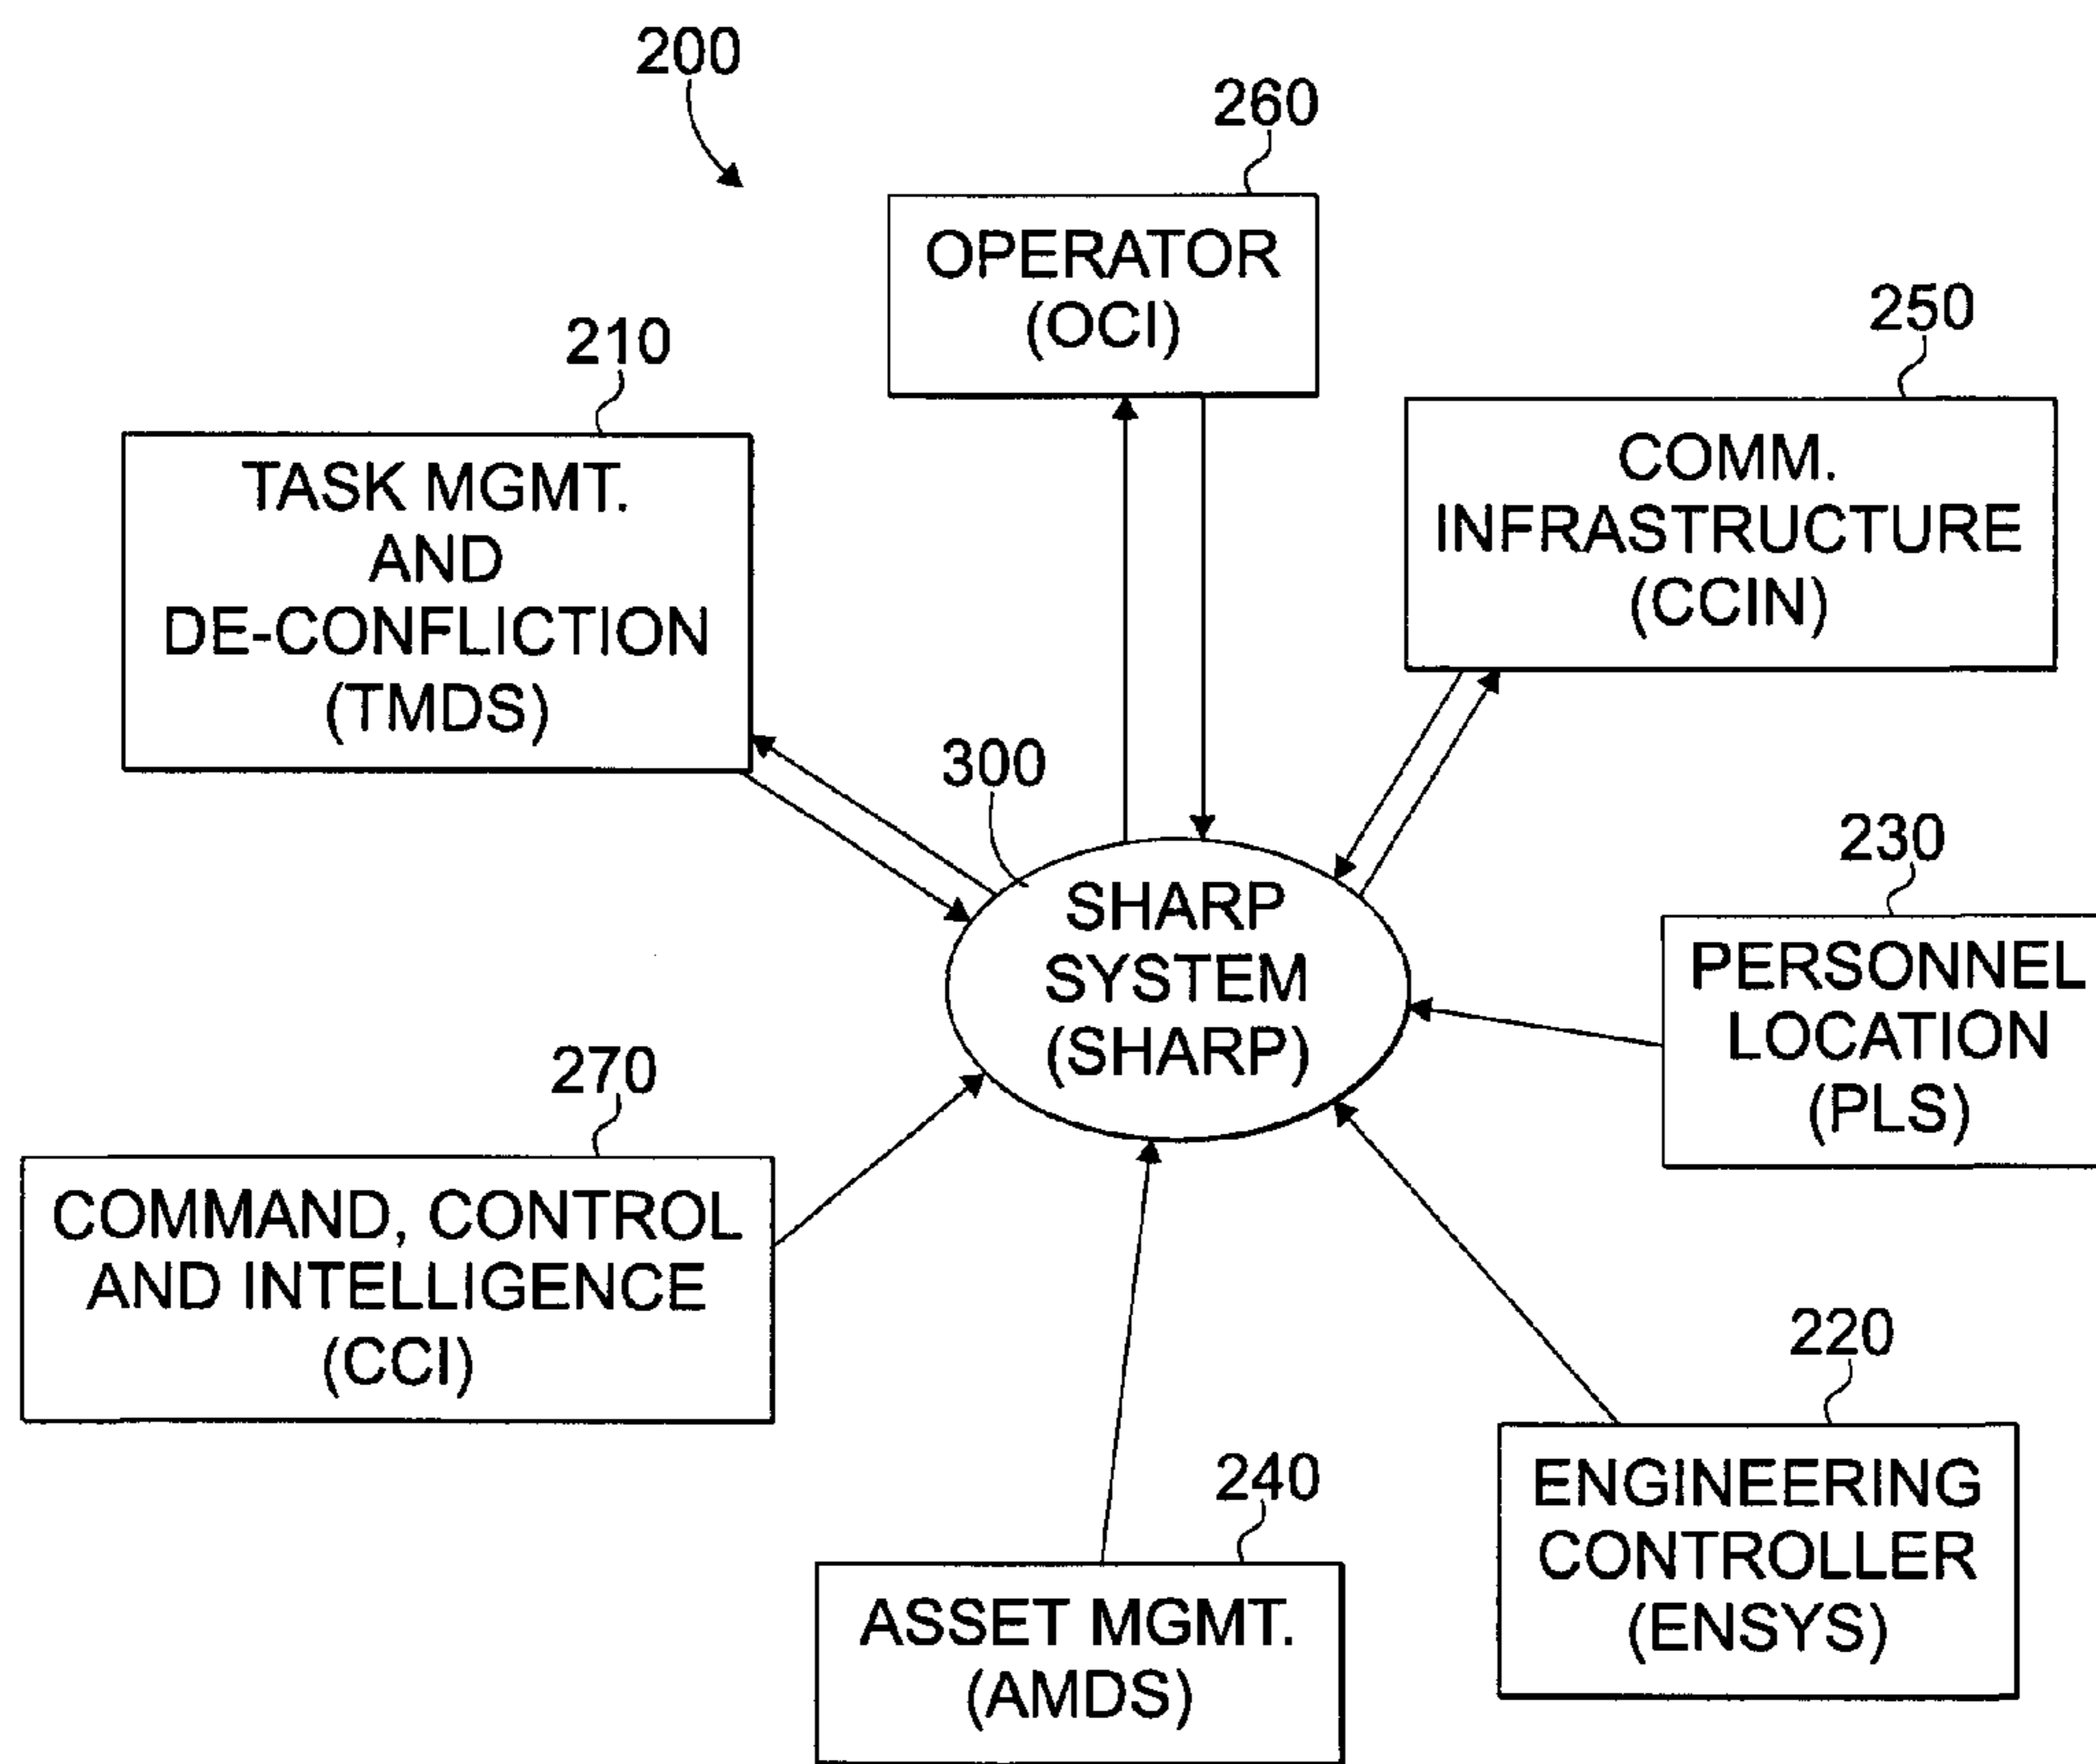 200
260
OPERATOR
(OCI)
250
COMM.
INFRASTRUCTURE
(CCIN)
210
TASK MGMT.
AND
DE-CONFLICTION
(TMDS)
300
SHARP
SYSTEM
(SHARP)
230
PERSONNEL
LOCATION
(PLS)
270
COMMAND, CONTROL
AND INTELLIGENCE
(CCI)
220
ENGINEERING
CONTROLLER
(ENSYS)
240
ASSET MGMT.
(AMDS)